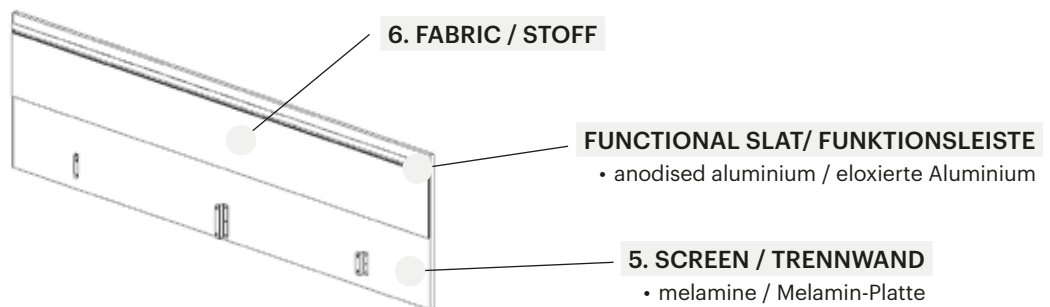 6. FABRIC / STOFF
FUNCTIONAL SLAT/ FUNKTIONSLEISTE
• anodised aluminium / eloxierte Aluminium
5. SCREEN / TRENNWAND
• melamine / Melamin-Platte